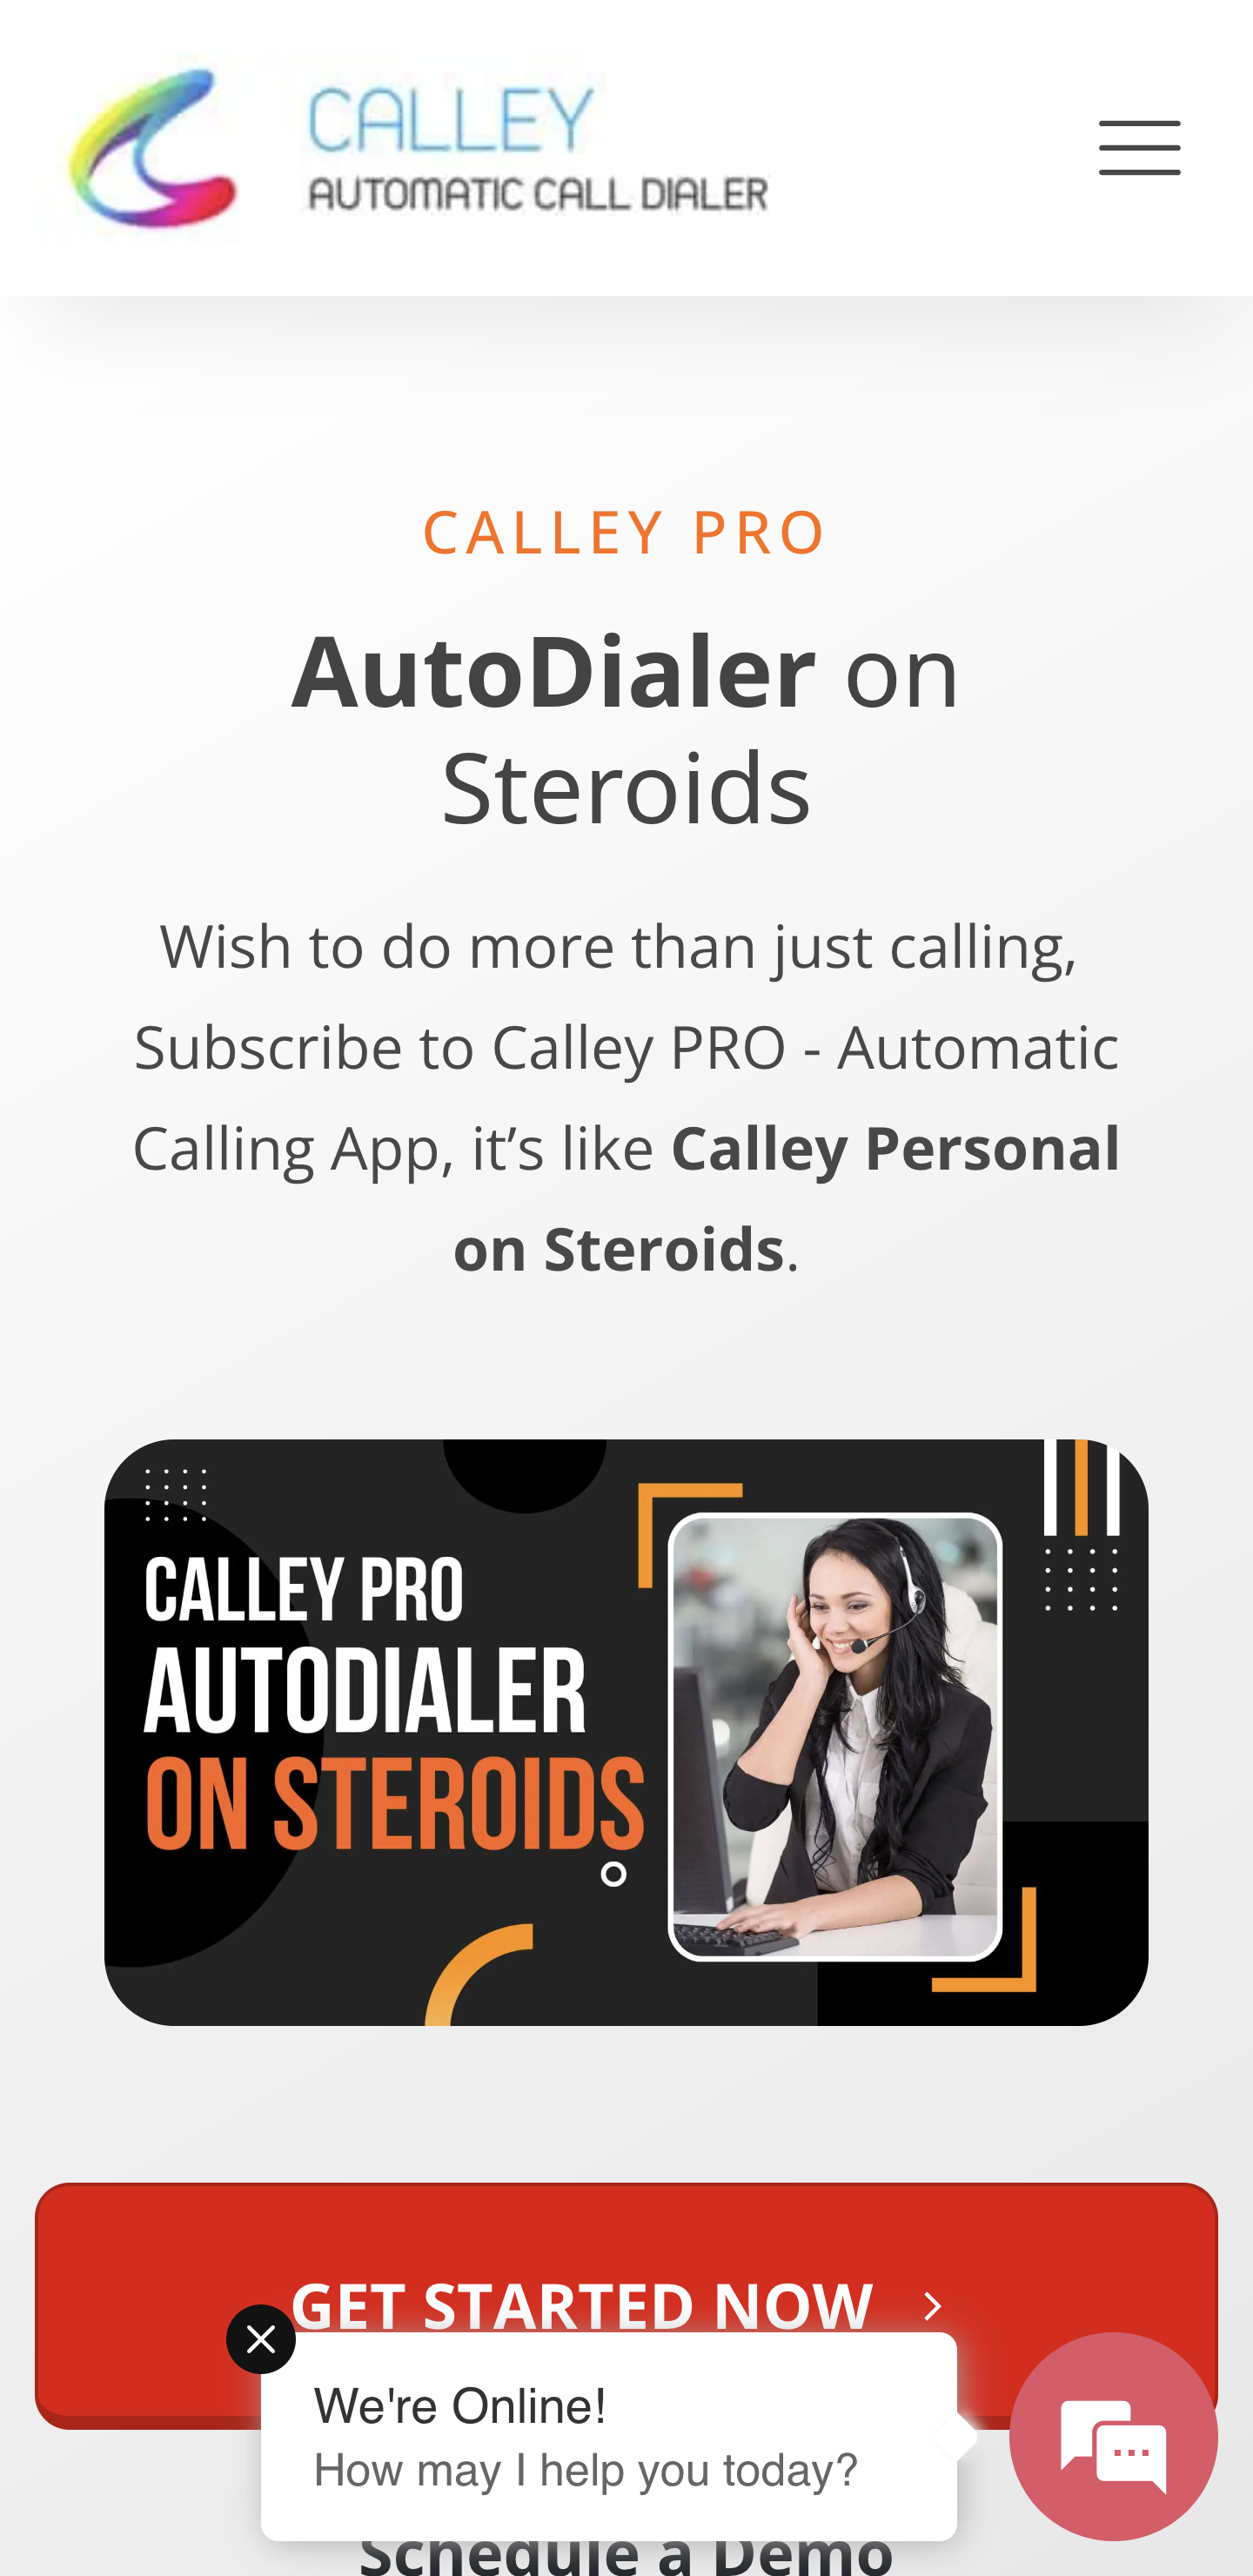 CALLEY
AUTOMATIC CALL DIALER
CALLEY PRO
AutoDialer on
Steroids
Wish to do more than just calling,
Subscribe to Calley PRO - Automatic
Calling App, it’s like Calley Personal
on Steroids.
CALLEY PRO
AUTODIALER
ON STEROIDS
GET STARTED NOW
We're Online!
How may I help you today?
Schedule a Demo